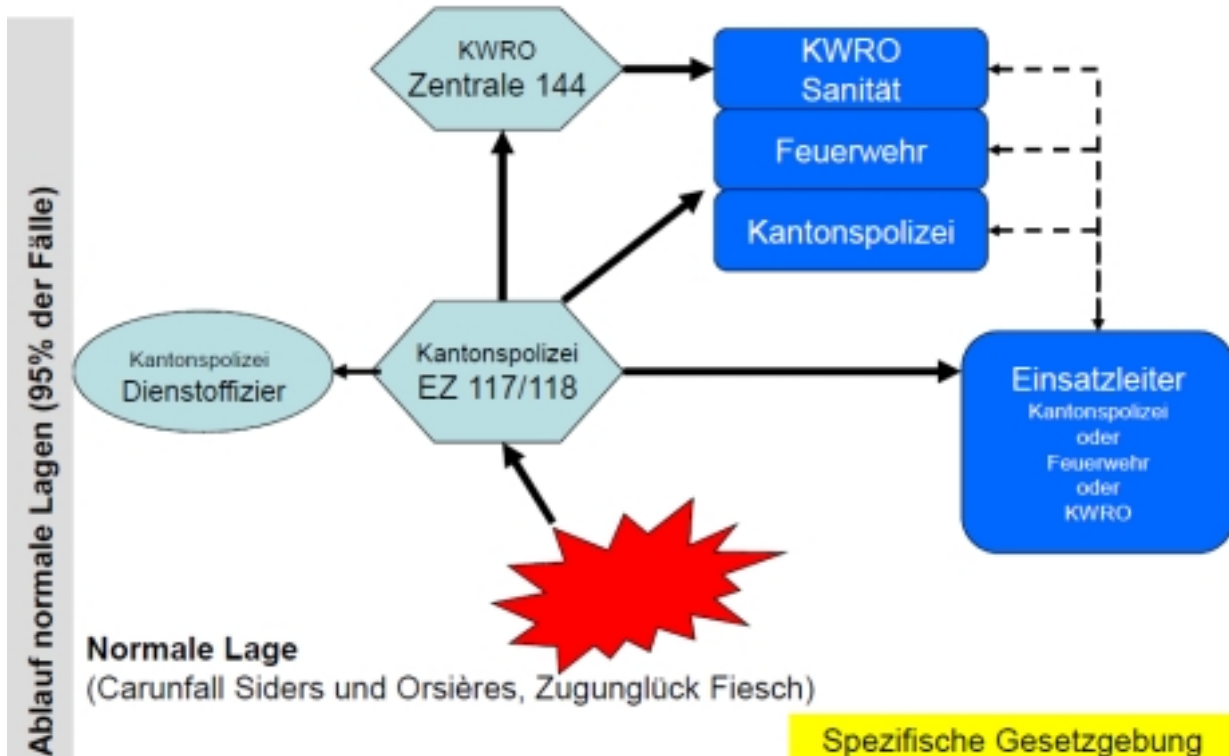 Ablauf normale Lagen (95% der Fälle)
KWRO
Zentrale 144
KWRO
Sanität
Feuerwehr
Kantonspolizei
Kantonspolizei
Dienstoffizier
Kantonspolizei
EZ 117/118
Einsatzleiter
Kantonspolizei
oder
Feuerwehr
oder
KWRO
Normale Lage
(Carunfall Siders und Orsières, Zugunglück Fiesch)
Spezifische Gesetzgebung